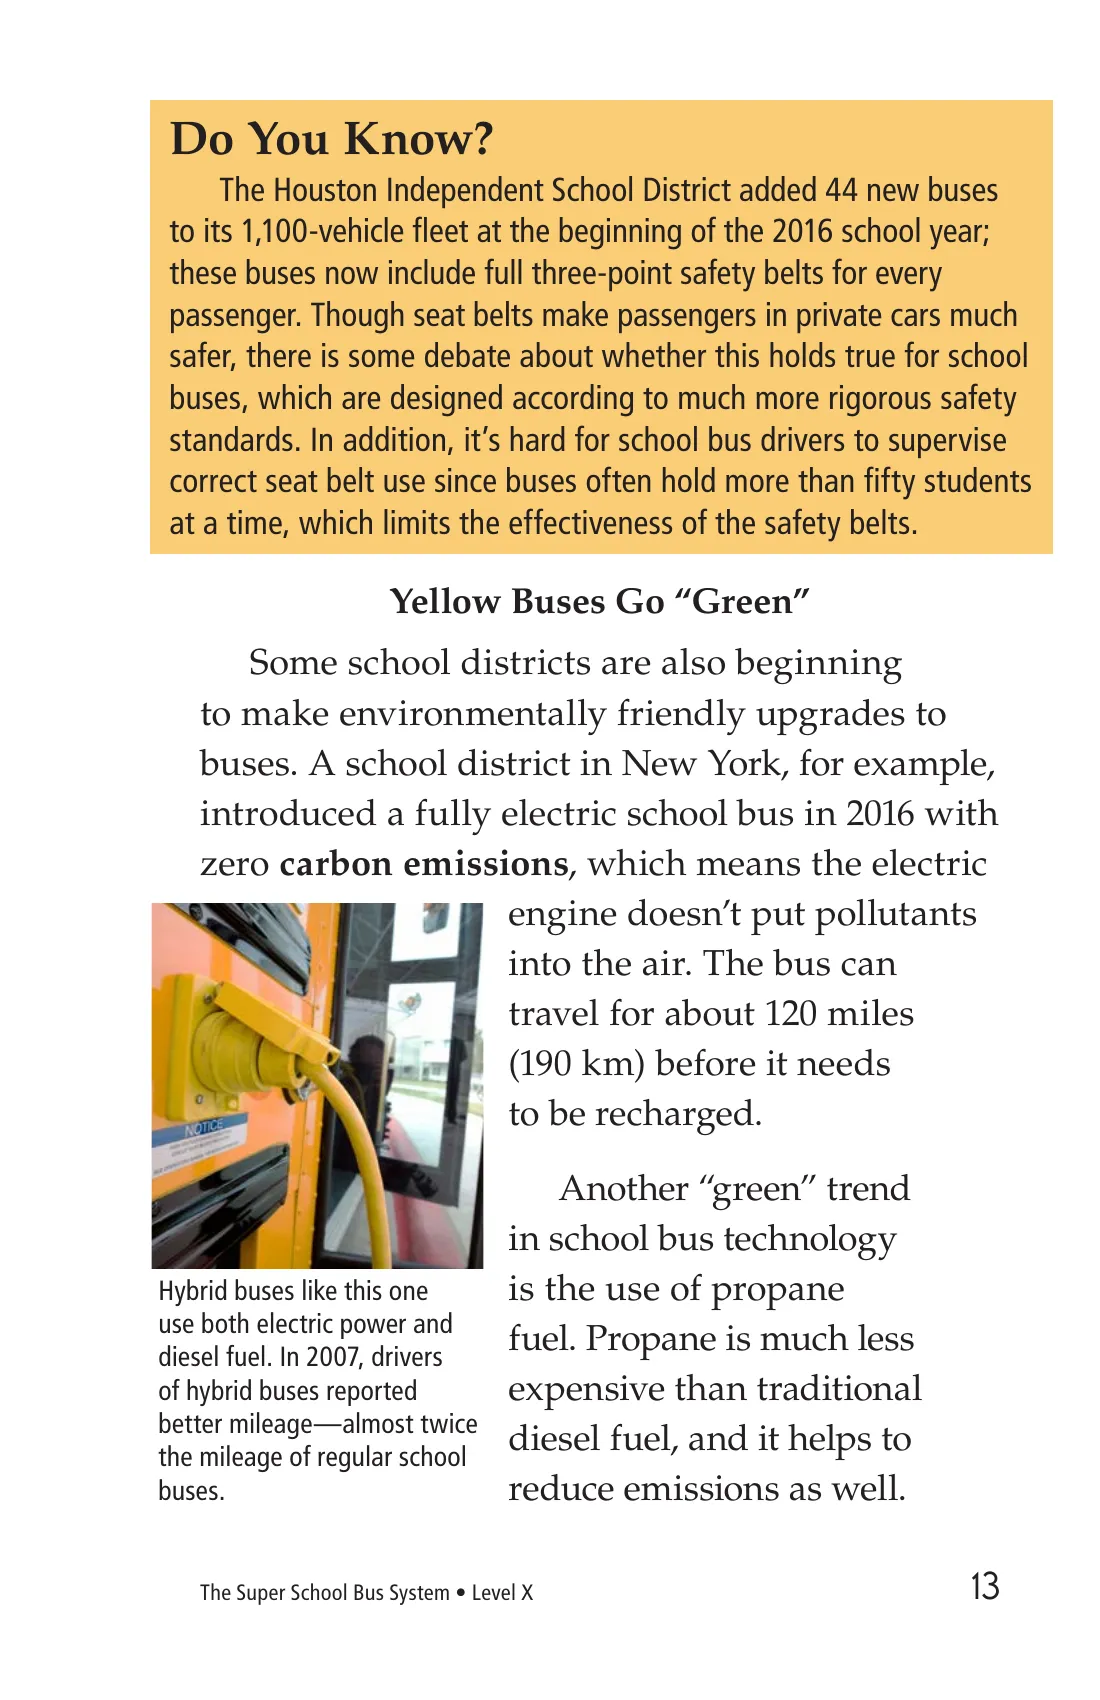 Do You Know?
The Houston Independent School District added 44 new buses
to its 1,100-vehicle fleet at the beginning of the 2016 school year;
these buses now include full three-point safety belts for every
passenger. Though seat belts make passengers in private cars much
safer, there is some debate about whether this holds true for school
buses, which are designed according to much more rigorous safety
standards. In addition, it’s hard for school bus drivers to supervise
correct seat belt use since buses often hold more than fifty students
at a time, which limits the effectiveness of the safety belts.
Yellow Buses Go “Green”
Some school districts are also beginning
to make environmentally friendly upgrades to
buses. A school district in New York, for example,
introduced a fully electric school bus in 2016 with
zero carbon emissions, which means the electric
engine doesn’t put pollutants
into the air. The bus can
travel for about 120 miles
(190 km) before it needs
to be recharged.
Another “green” trend
in school bus technology
is the use of propane
fuel. Propane is much less
expensive than traditional
diesel fuel, and it helps to
reduce emissions as well.
NOTICE
Hybrid buses like this one
use both electric power and
diesel fuel. In 2007, drivers
of hybrid buses reported
better mileage—almost twice
the mileage of regular school
buses.
The Super School Bus System • Level X
13